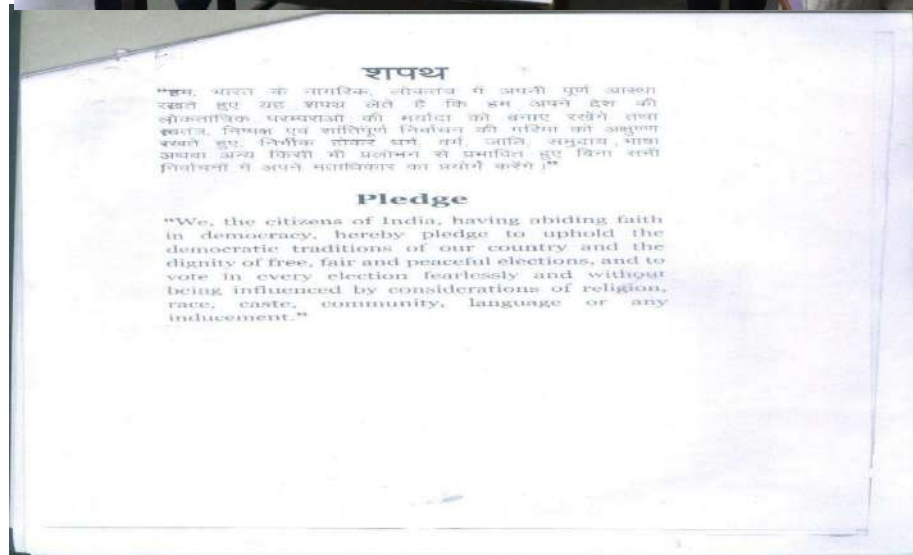 शपथ
"हम, भारत के नागरिक, लोकतंत्र में अपनी पूर्ण आस्था
रखते हुए यह शपथ लेते है कि हम अपने देश की
लोकतांत्रिक परम्पराओं की मर्यादा को बनाए रखेंगे तथा
स्वतंत्र, निष्पक्ष एवं शांतिपूर्ण निर्वाचन की गरिमा को अक्षुण्ण
रखते हुए, निर्भीक होकर धर्म, वर्ग, जाति, समुदाय, भाषा
अथवा अन्य किसी भी प्रलोभन से प्रभावित हुए बिना सभी
निर्वाचनों में अपने मताधिकार का प्रयोग करेंगे।"
Pledge
"We, the citizens of India, having abiding faith
in democracy, hereby pledge to uphold the
democratic traditions of our country and the
dignity of free, fair and peaceful elections, and to
vote in every election fearlessly and without
being influenced by considerations of religion,
race, caste, community, language or any
inducement."